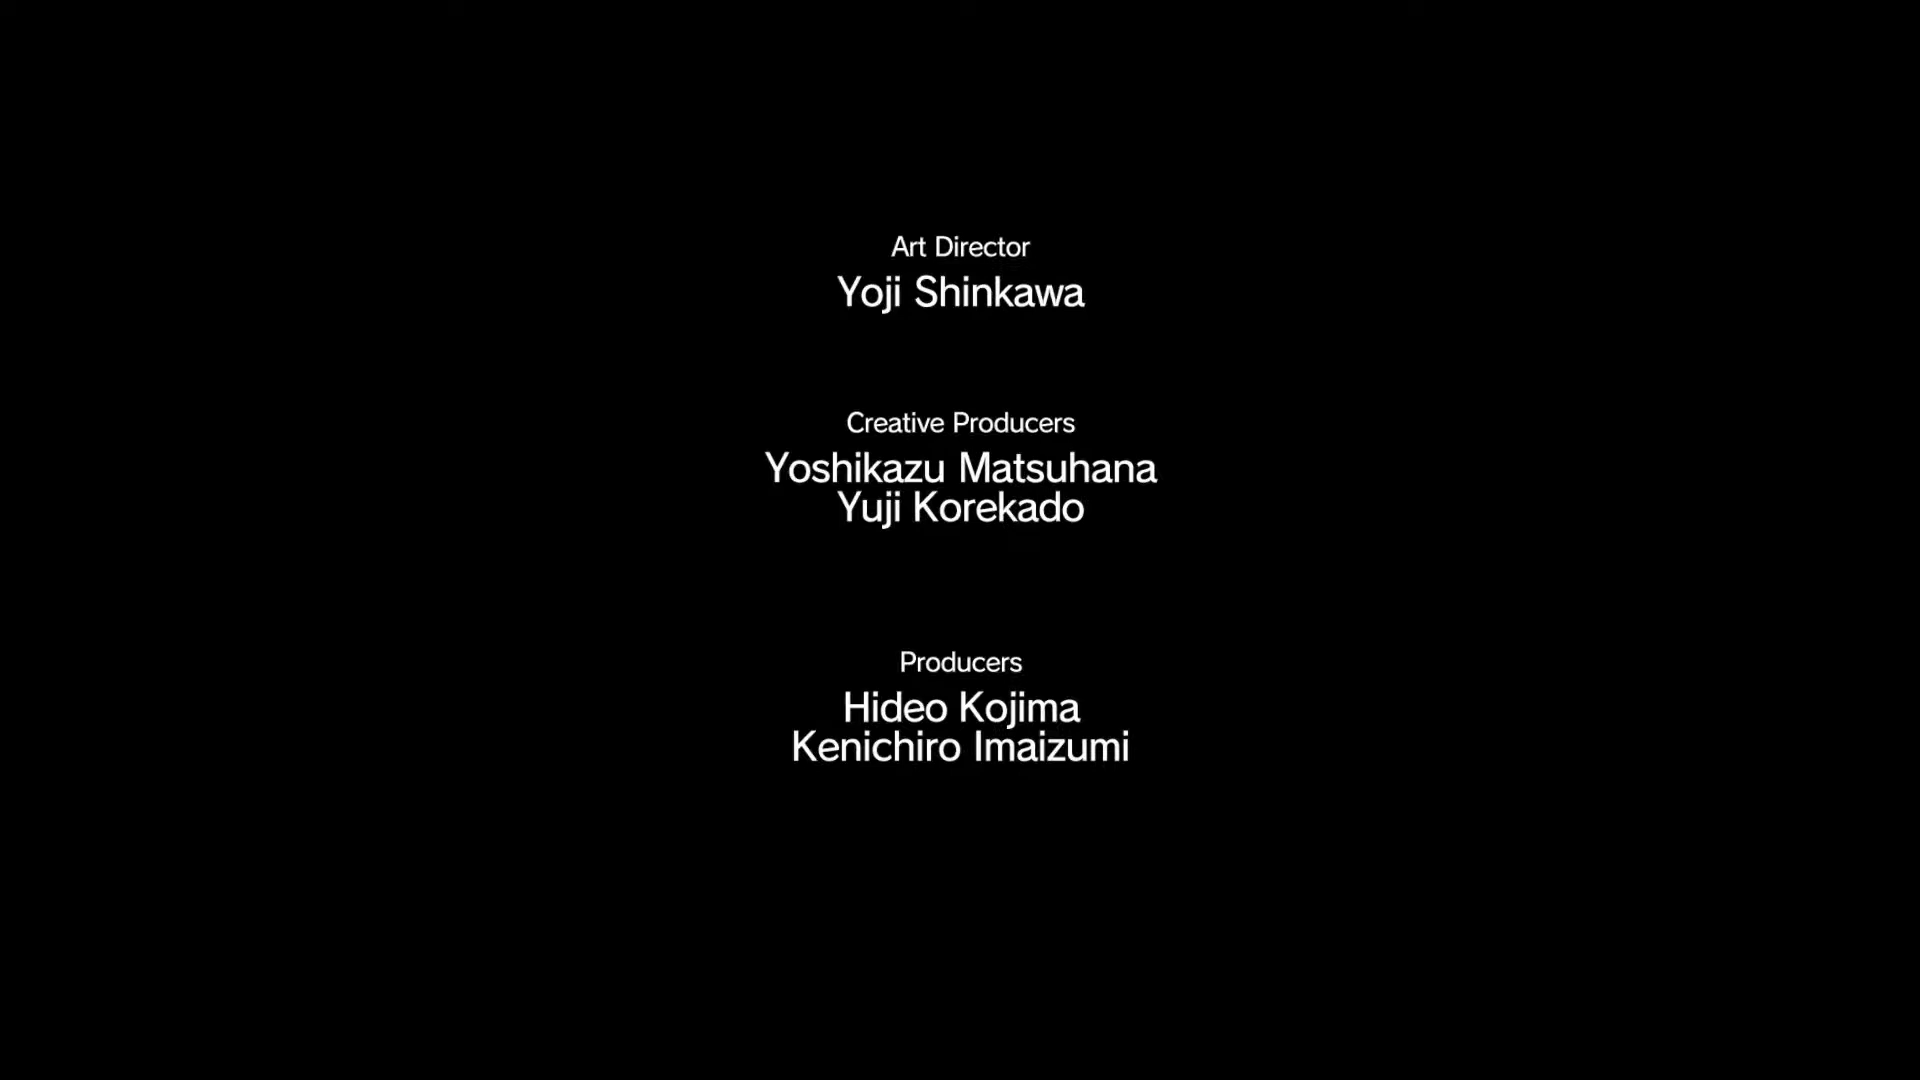 Art Director
Yoji Shinkawa
Creative Producers
Yoshikazu Matsuhana
Yuji Korekado
Producers
Hideo Kojima
Kenichiro Imaizumi